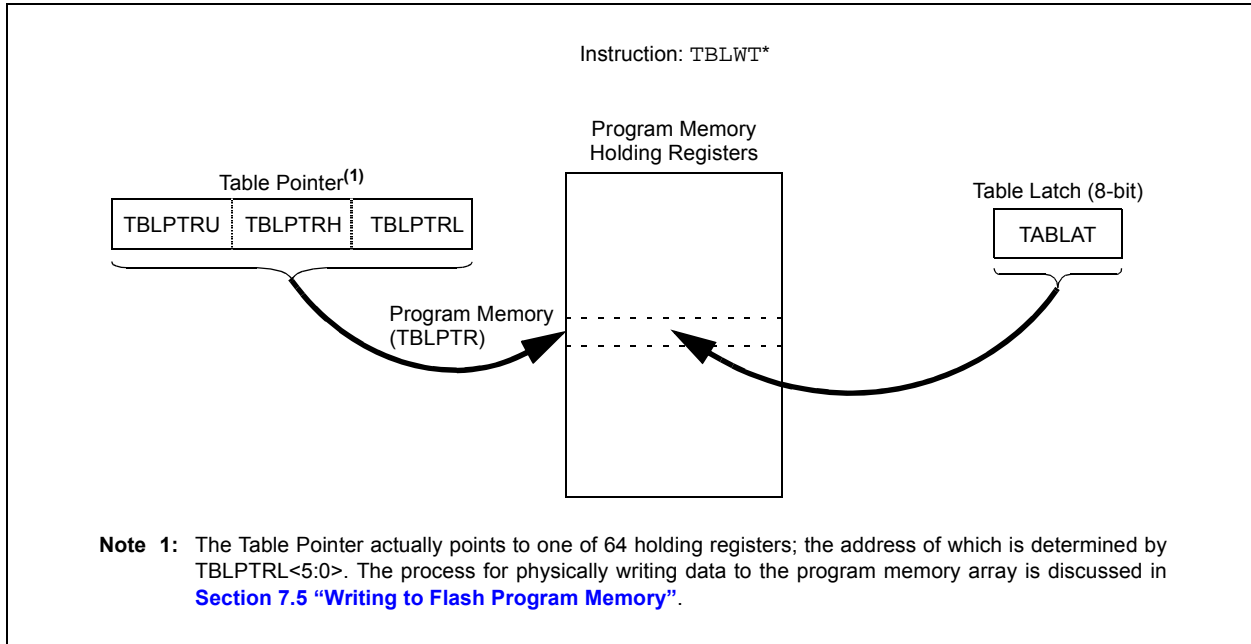 Instruction: TBLWT*
Program Memory
Holding Registers
Table Pointer(1)
Table Latch (8-bit)
TBLPTRU TBLPTRH TBLPTRL
TABLAT
Program Memory
(TBLPTR)
Note 1: The Table Pointer actually points to one of 64 holding registers; the address of which is determined by
TBLPTRL<5:0>. The process for physically writing data to the program memory array is discussed in
Section 7.5 “Writing to Flash Program Memory”.